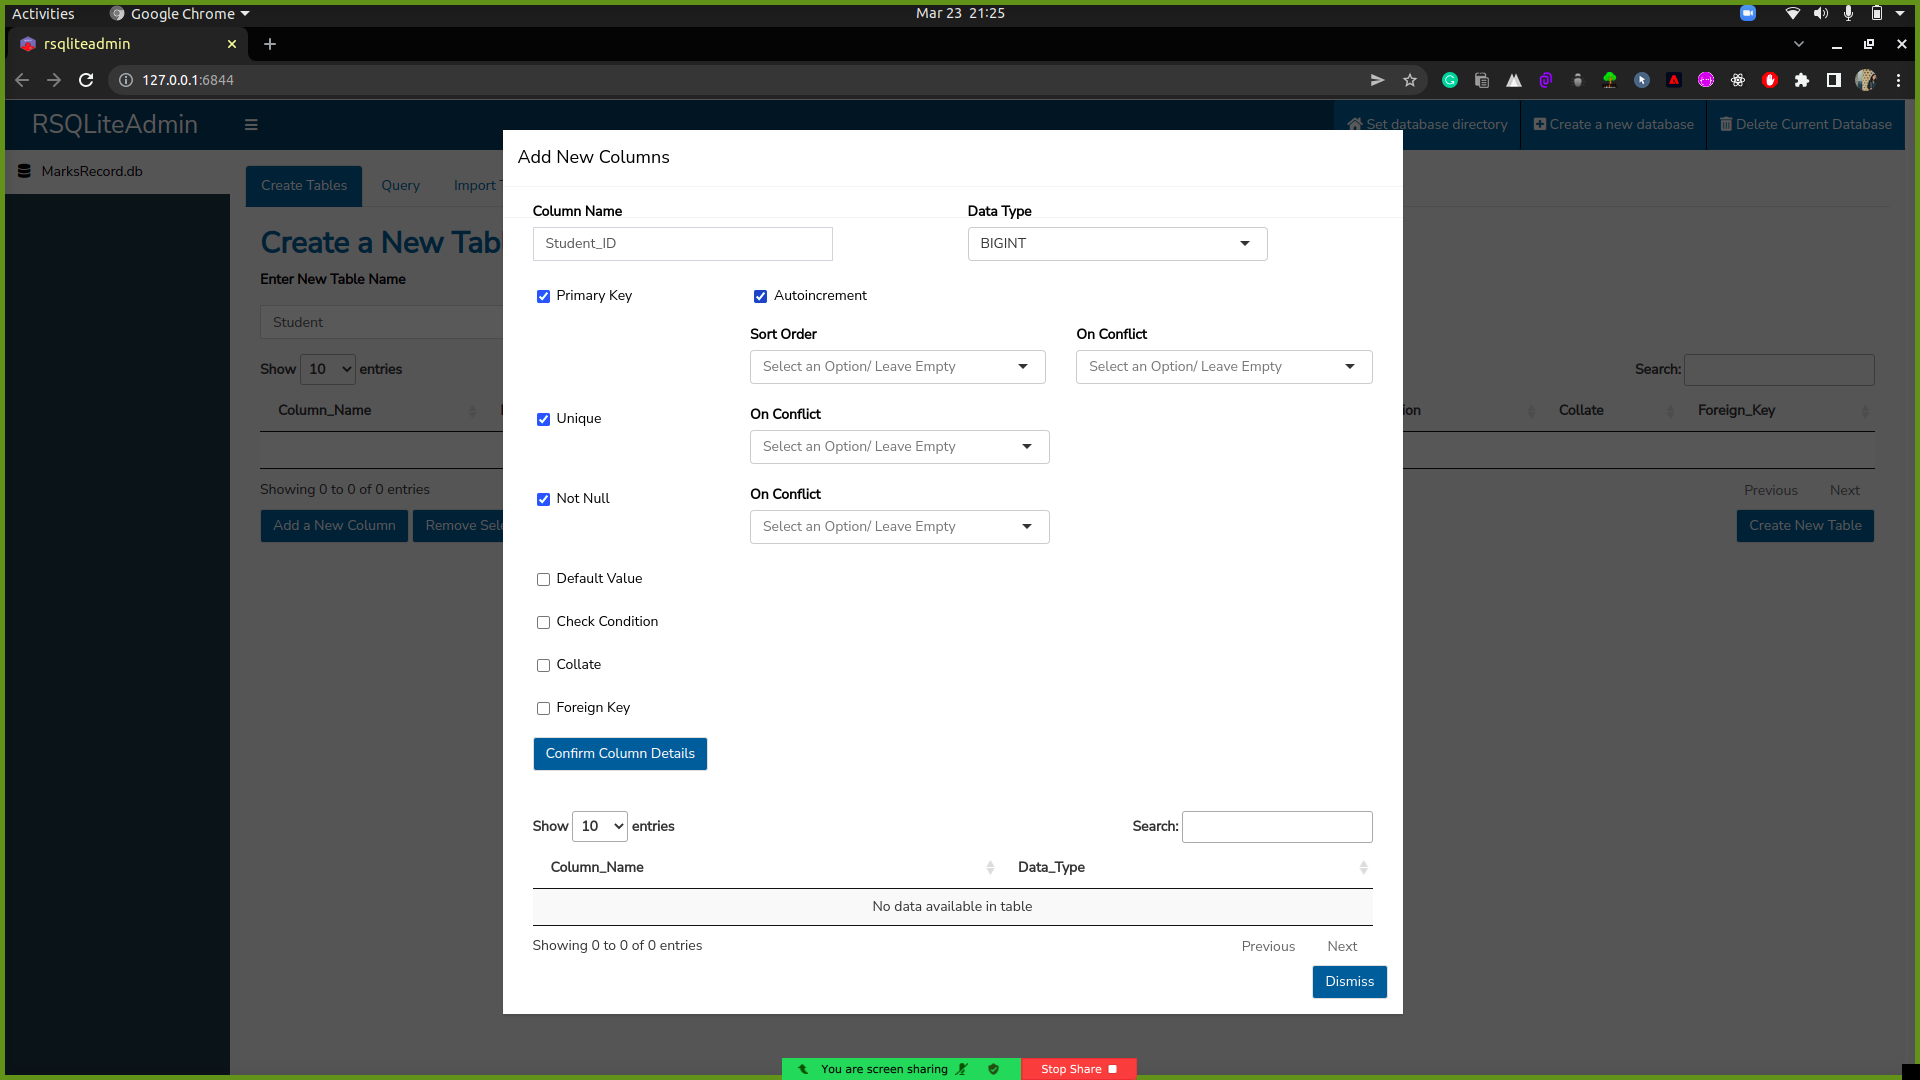 Activities Google Chrome Mar 23 21:25
rsqliteadmin
127.0.0.1:6844
RSQLiteAdmin Set database directory Create a new database Delete Current Database
MarksRecord.db
Create Tables Query Import T
Create a New Tab
Enter New Table Name
Student
Show 10 entries Search:
Column_Name ion Collate Foreign_Key
Showing 0 to 0 of 0 entries Previous Next
Add a New Column Remove Sele Create New Table
Add New Columns
Column Name Data Type
Student_ID BIGINT
Primary Key Autoincrement
Sort Order On Conflict
Select an Option/ Leave Empty Select an Option/ Leave Empty
Unique On Conflict
Select an Option/ Leave Empty
Not Null On Conflict
Select an Option/ Leave Empty
Default Value
Check Condition
Collate
Foreign Key
Confirm Column Details
Show 10 entries Search:
Column_Name Data_Type
No data available in table
Showing 0 to 0 of 0 entries Previous Next
Dismiss
You are screen sharing Stop Share